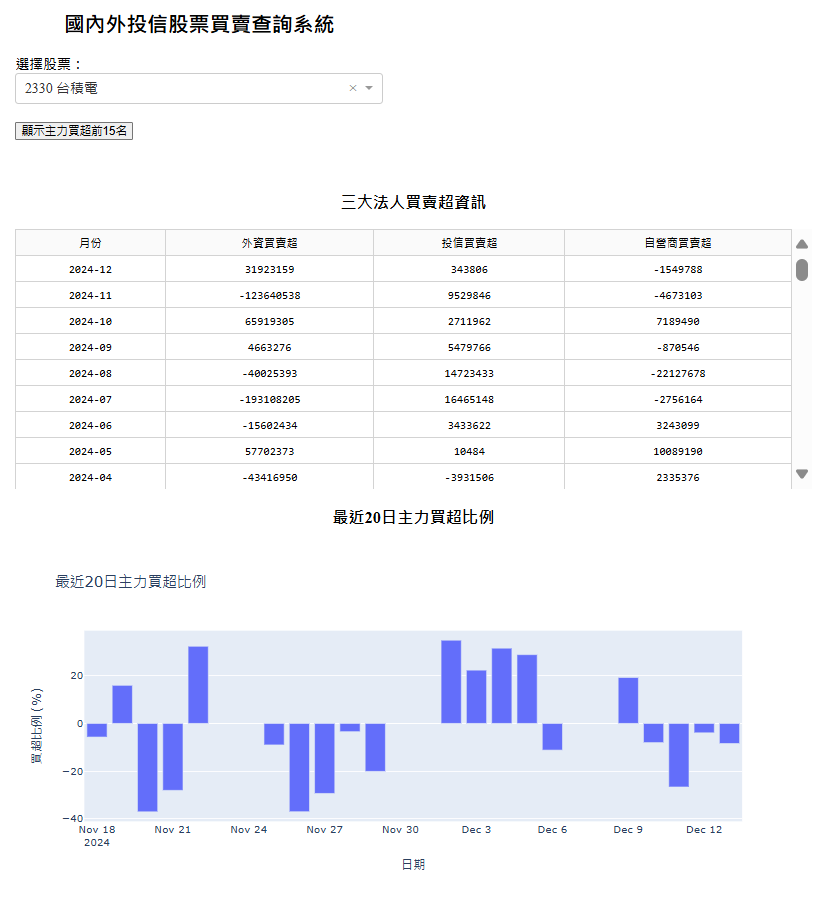 國內外投信股票買賣查詢系統
選擇股票：
2330 台積電 ×
顯示主力買超前15名
三大法人買賣超資訊
月份 外資買賣超 投信買賣超 自營商買賣超
2024-12 31923159 343806 -1549788
2024-11 -123640538 9529846 -4673103
2024-10 65919305 2711962 7189490
2024-09 4663276 5479766 -870546
2024-08 -40025393 14723433 -22127678
2024-07 -193108205 16465148 -2756164
2024-06 -15602434 3433622 3243099
2024-05 57702373 10484 10089190
2024-04 -43416950 -3931506 2335376
最近20日主力買超比例
最近20日主力買超比例
買超比例 (%)
20
0
−20
−40
Nov 18 Nov 21 Nov 24 Nov 27 Nov 30 Dec 3 Dec 6 Dec 9 Dec 12
2024
日期